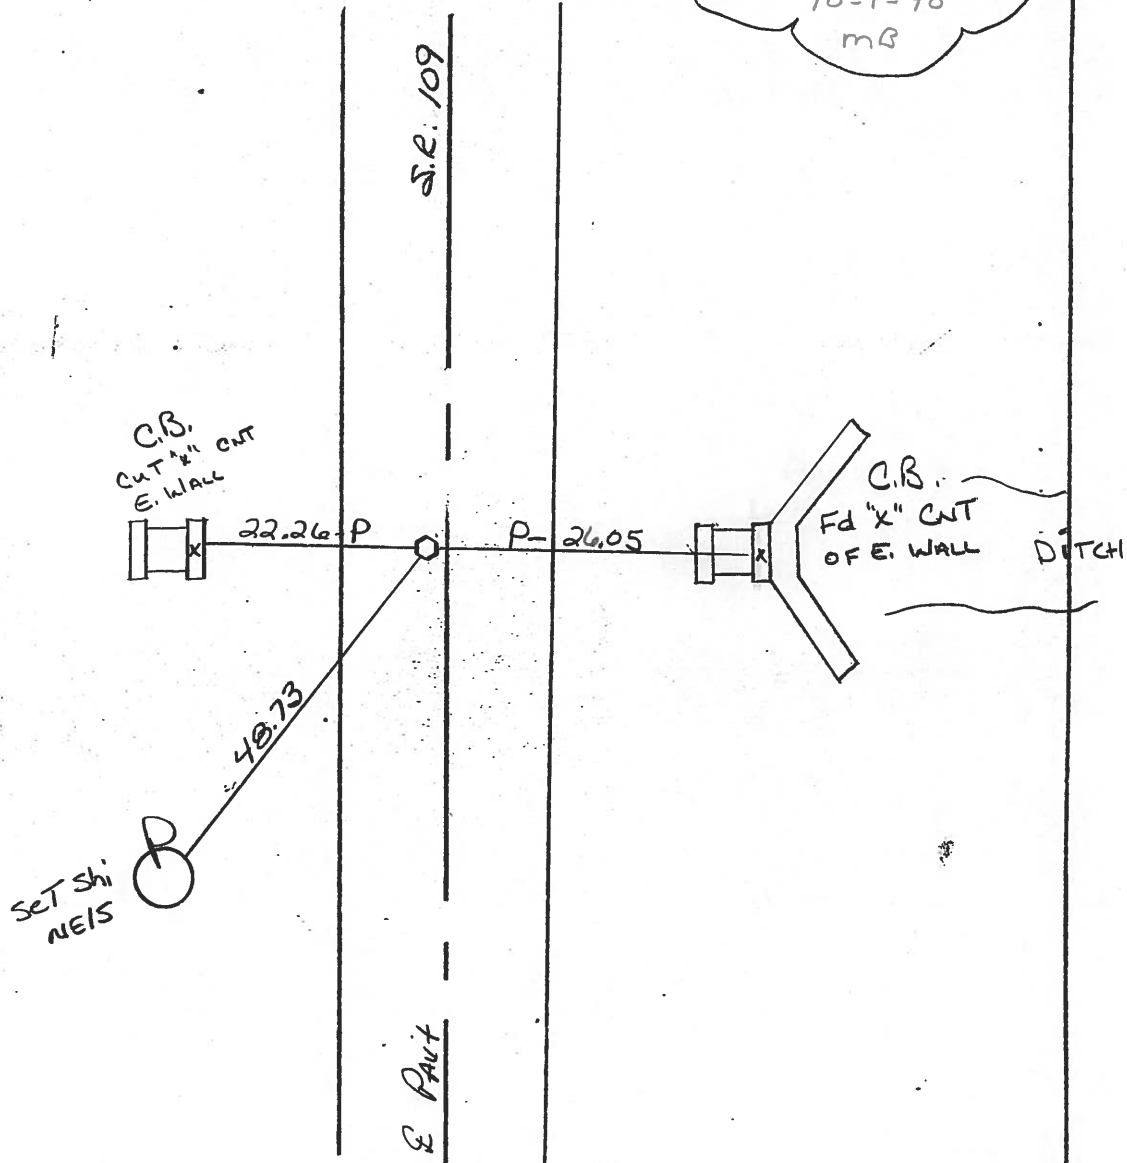 mB
S.R. 109
C.B.
CUT "x" CNT
E. WALL
22.26-P
P- 26.05
C.B.
Fd "X" CNT
OF E. WALL
DITCH
48.73
SeT Shi
NE/S
℄ PAVt